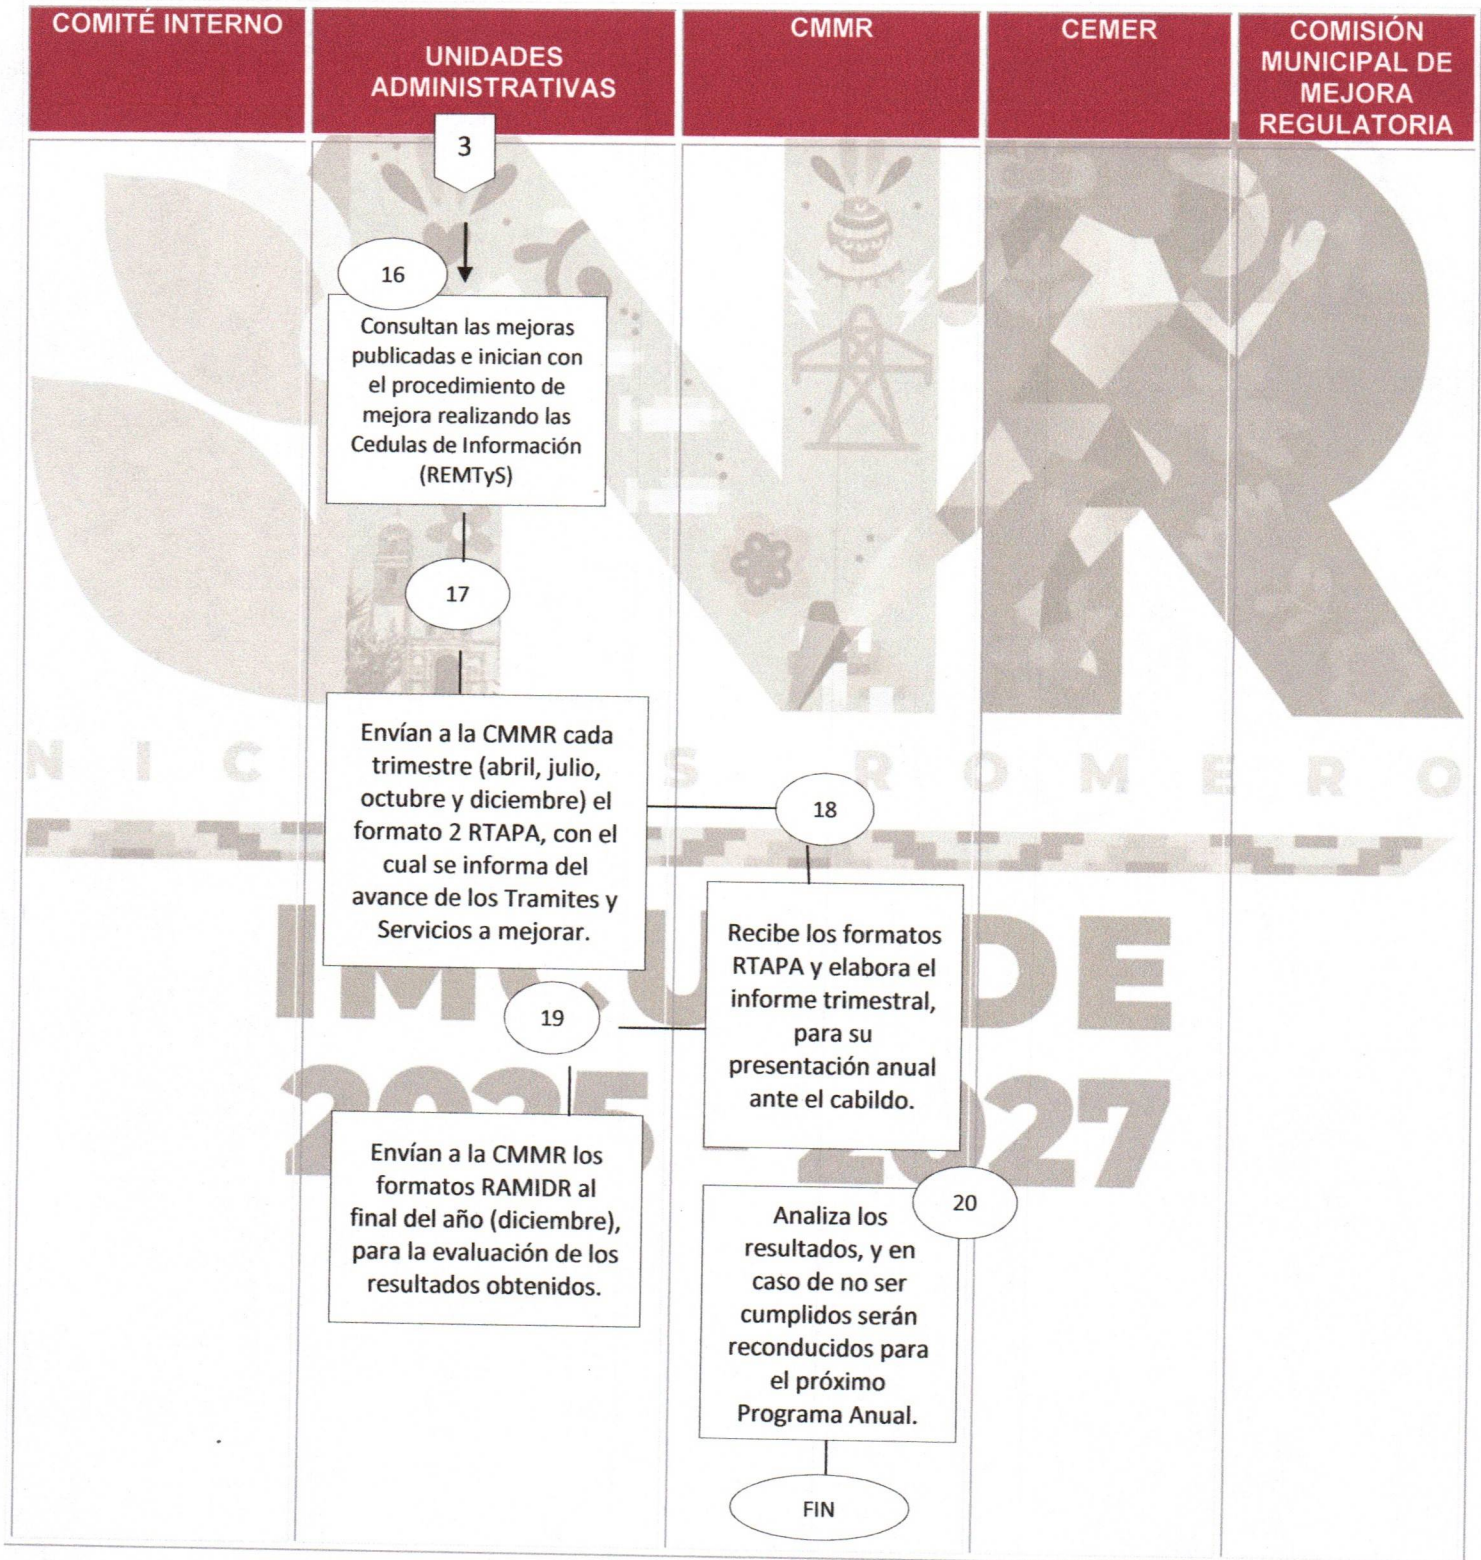 COMITÉ INTERNO
UNIDADES
ADMINISTRATIVAS
CMMR
CEMER
COMISIÓN
MUNICIPAL DE
MEJORA
REGULATORIA
3
16
Consultan las mejoras
publicadas e inician con
el procedimiento de
mejora realizando las
Cedulas de Información
(REMTyS)
17
Envían a la CMMR cada
trimestre (abril, julio,
octubre y diciembre) el
formato 2 RTAPA, con el
cual se informa del
avance de los Tramites y
Servicios a mejorar.
18
Recibe los formatos
RTAPA y elabora el
informe trimestral,
para su
presentación anual
ante el cabildo.
19
Envían a la CMMR los
formatos RAMIDR al
final del año (diciembre),
para la evaluación de los
resultados obtenidos.
20
Analiza los
resultados, y en
caso de no ser
cumplidos serán
reconducidos para
el próximo
Programa Anual.
FIN
NR
NIC S ROMERO
IMCU DE
2025 2027